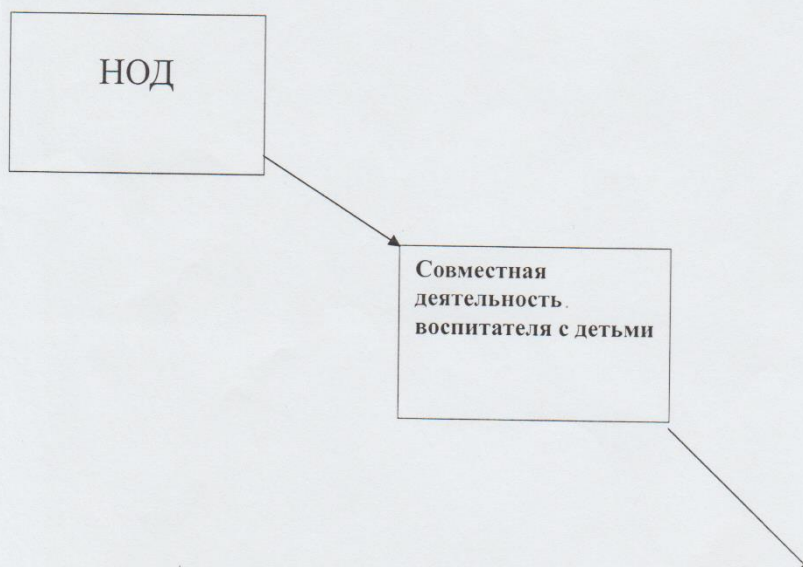 НОД
Совместная
деятельность
воспитателя с детьми